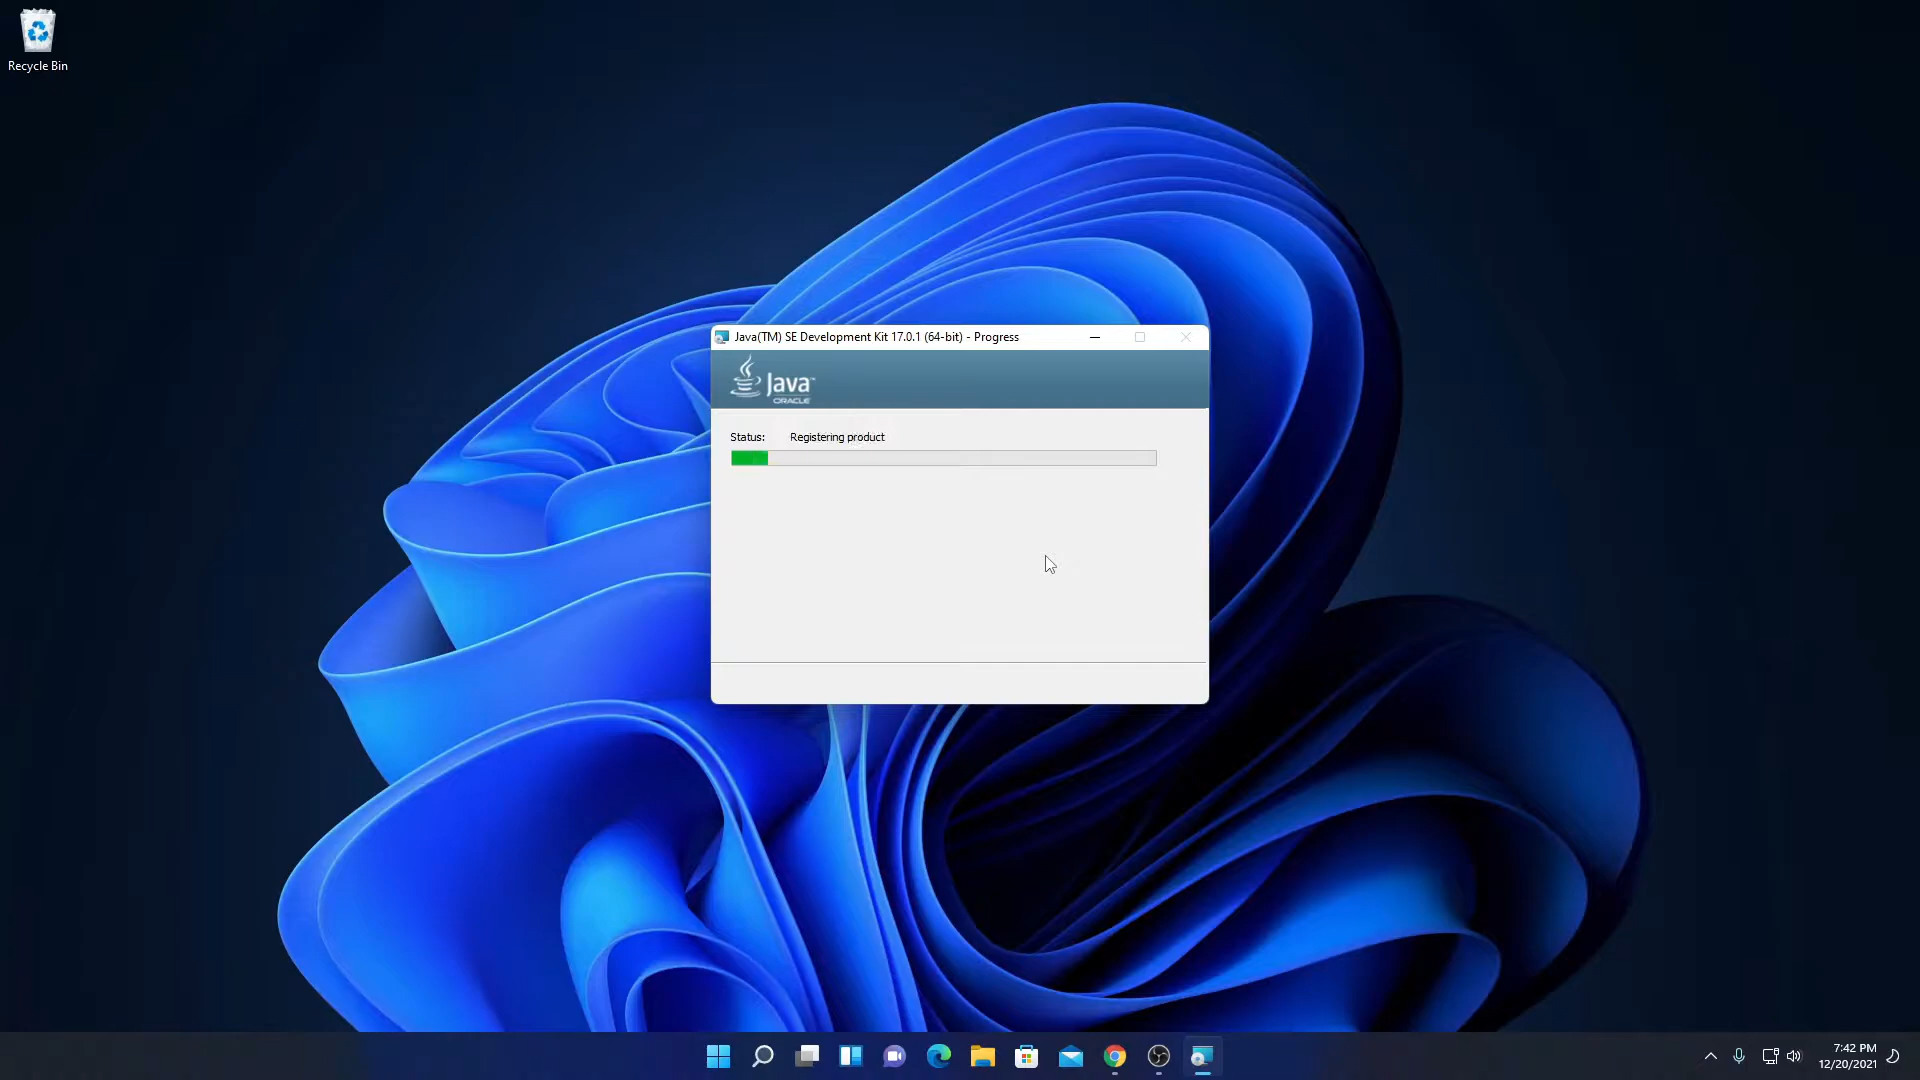 Recycle Bin
Java(TM) SE Development Kit 17.0.1 (64-bit) - Progress
Java™
ORACLE
Status: Registering product
7:42 PM
12/20/2021